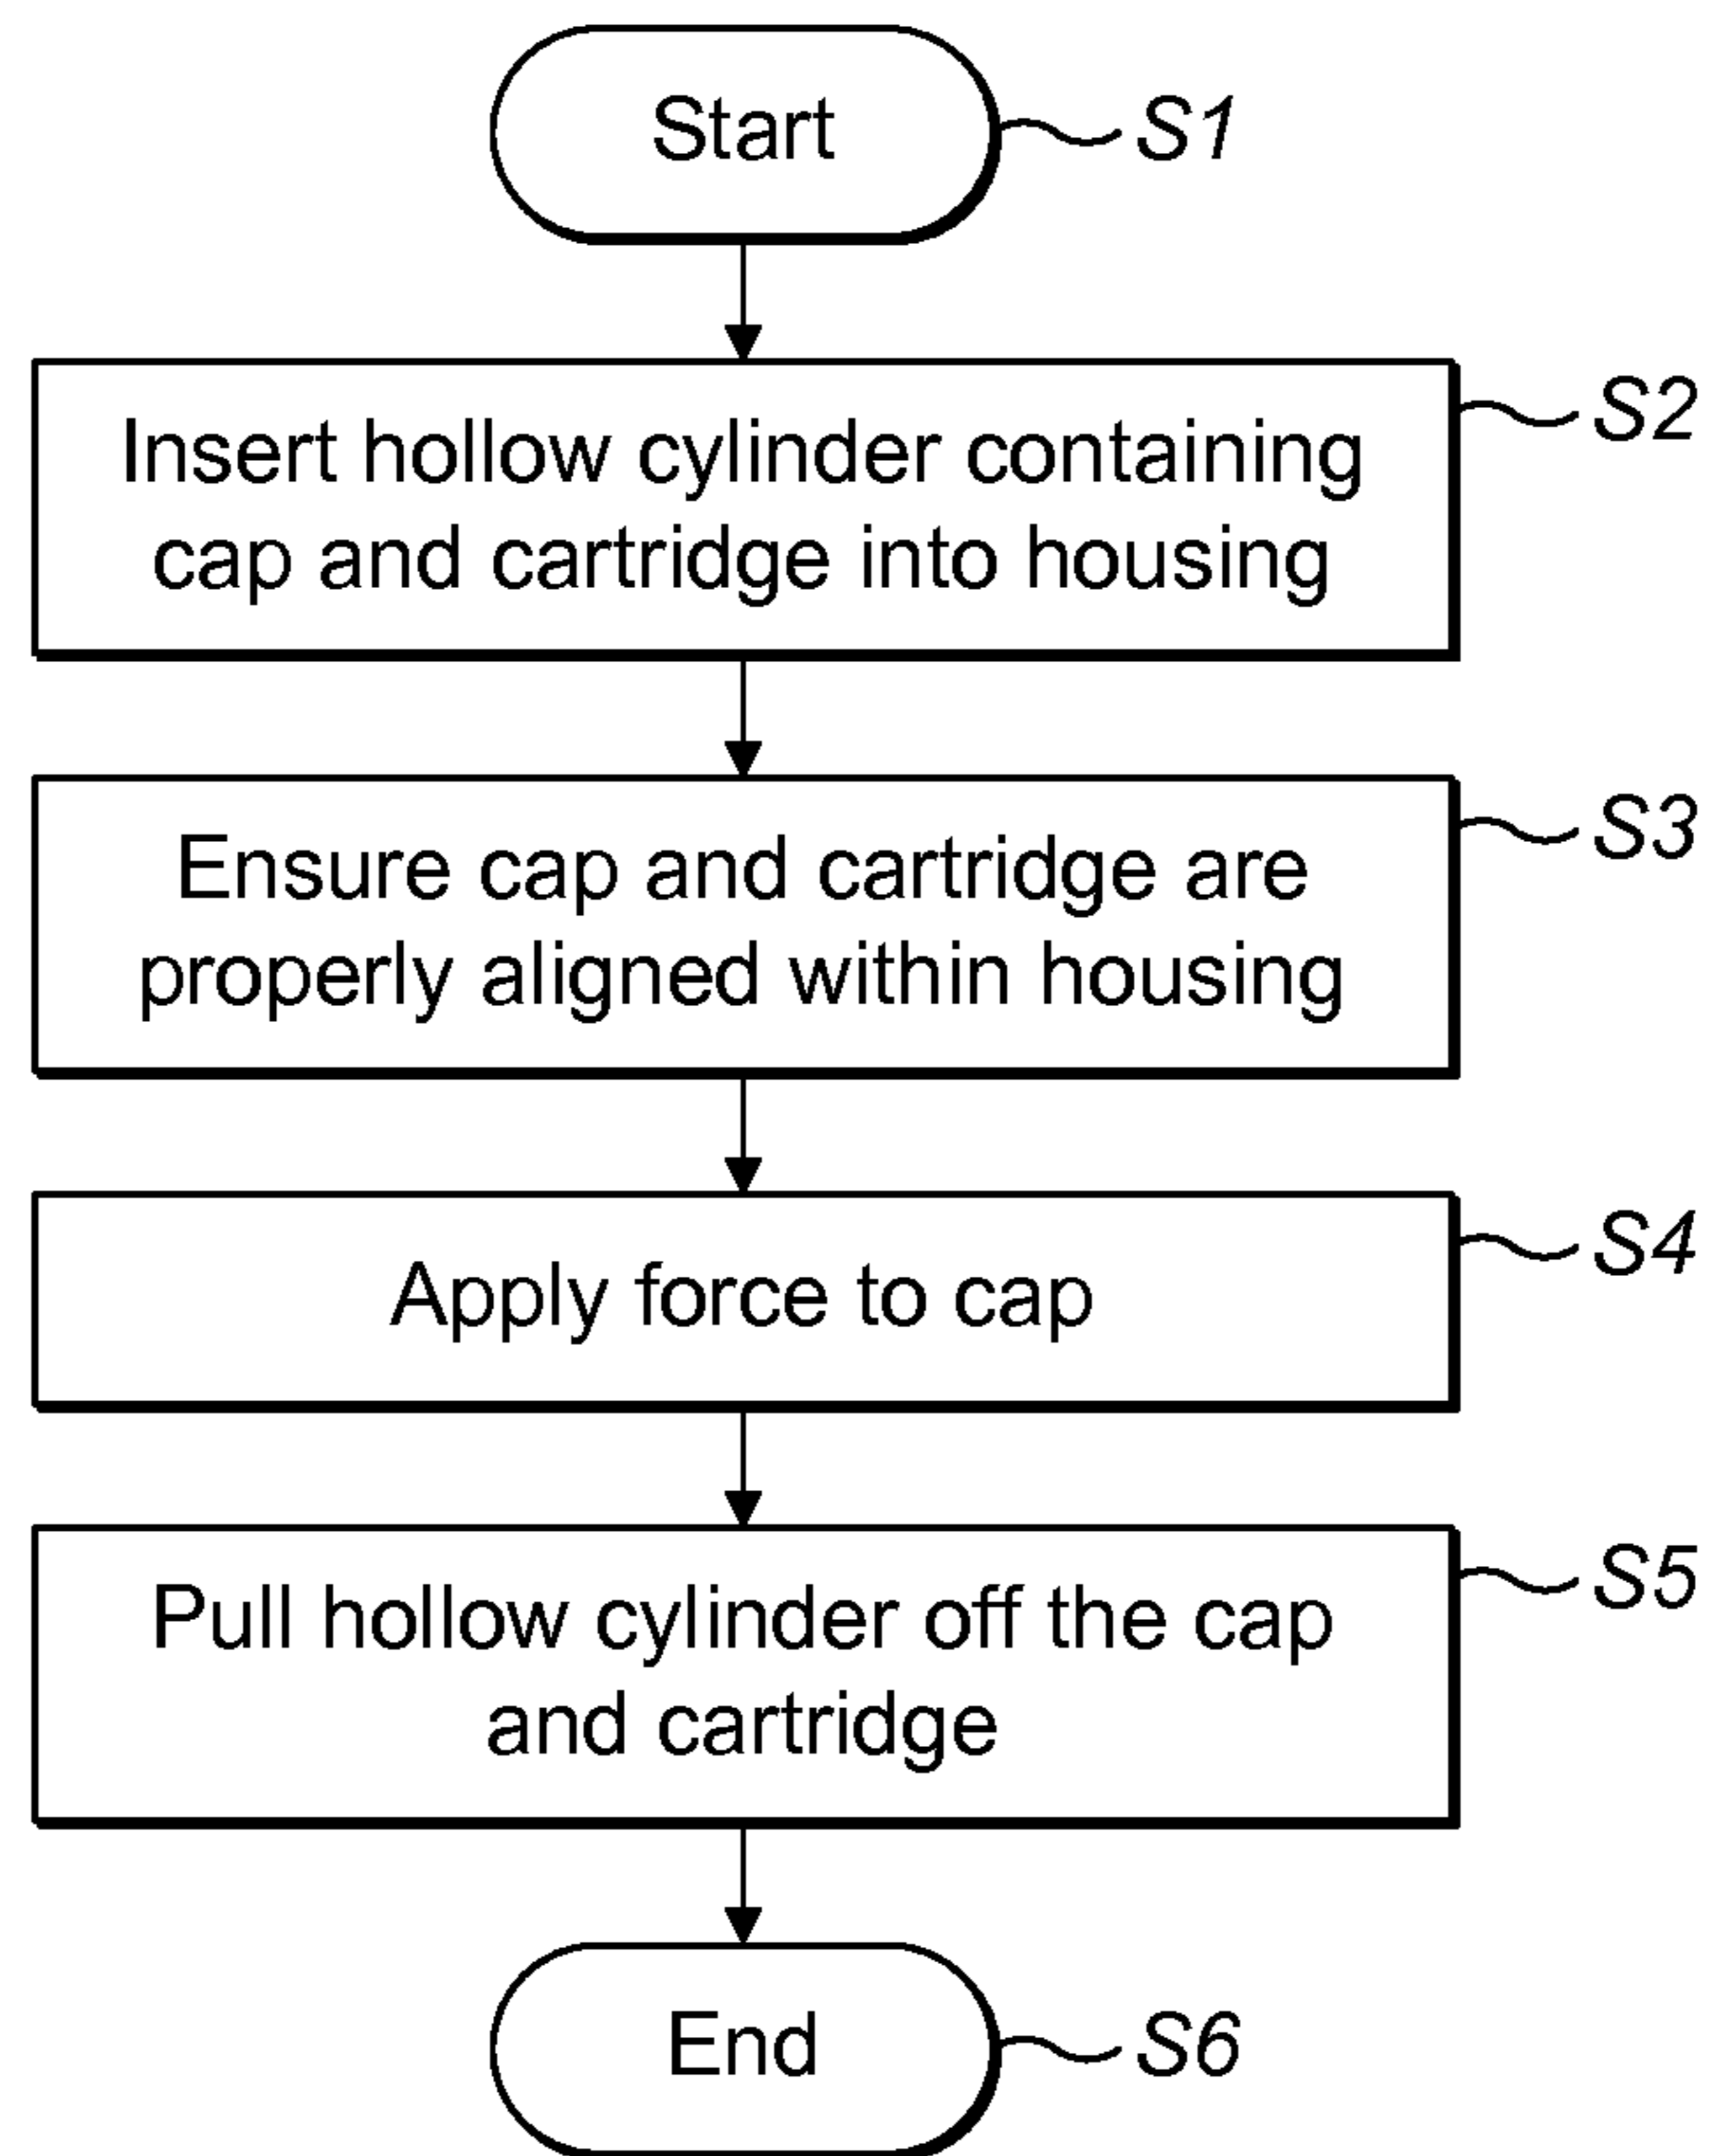 Start
S1
Insert hollow cylinder containing
cap and cartridge into housing
S2
Ensure cap and cartridge are
properly aligned within housing
S3
Apply force to cap
S4
Pull hollow cylinder off the cap
and cartridge
S5
End
S6